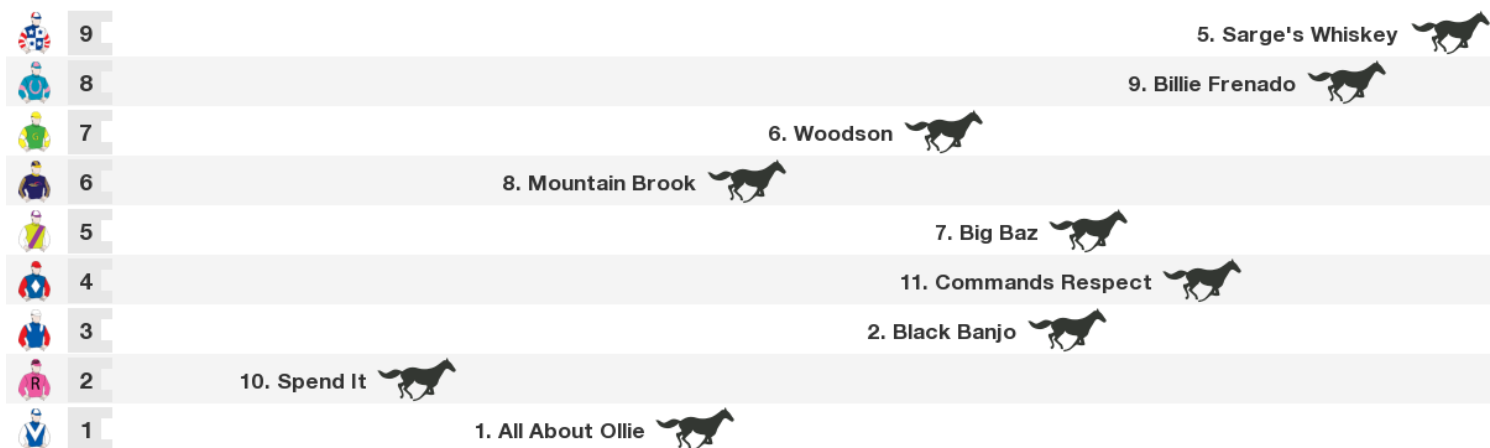 9 5. Sarge's Whiskey
8 9. Billie Frenado
7 6. Woodson
6 8. Mountain Brook
5 7. Big Baz
4 11. Commands Respect
3 2. Black Banjo
R 2 10. Spend It
1 1. All About Ollie